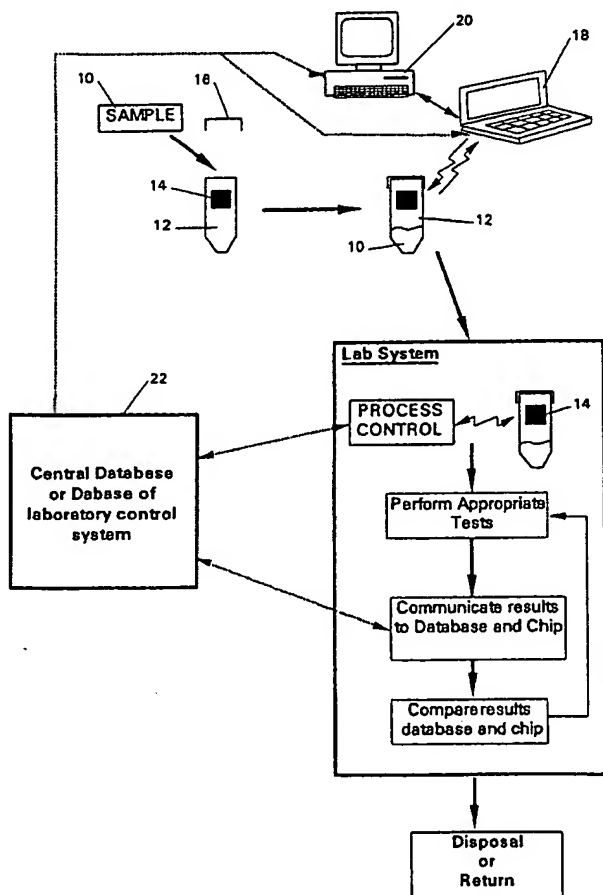 20
18
10
16
SAMPLE
14
12
12
10
Lab System
22
PROCESS
CONTROL
14
Central Database
or Dabase of
laboratory control
system
Perform Appropriate
Tests
Communicate results
to Database and Chip
Compare results
database and chip
Disposal
or
Return